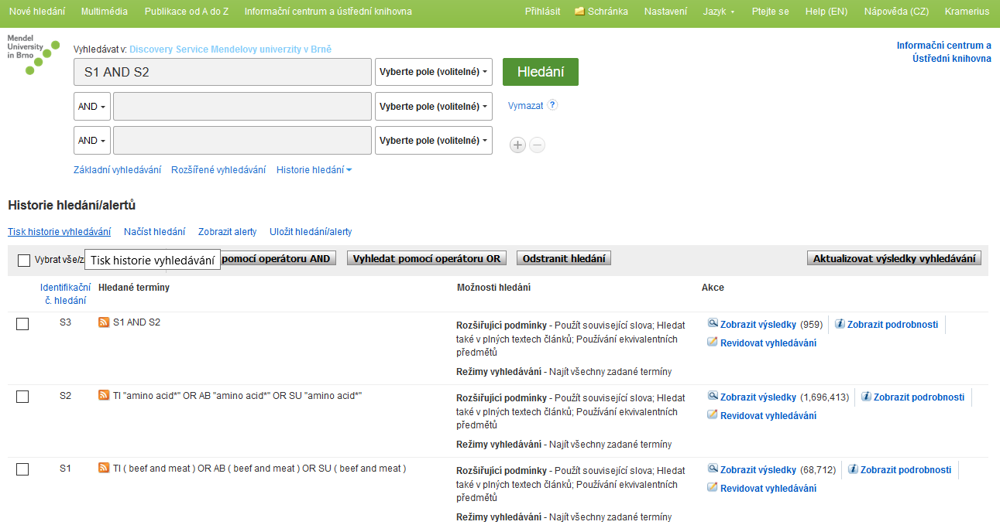 Nové hledání Multimédia Publikace od A do Z Informační centrum a ústřední knihovna Přihlásit Schránka Nastavení Jazyk Ptejte se Help (EN) Nápověda (CZ) Kramerius
Mendel
University
in Brno
Informační centrum a
Ústřední knihovna
Vyhledávat v: Discovery Service Mendelovy univerzity v Brně
S1 AND S2 Vyberte pole (volitelné) Hledání
AND Vyberte pole (volitelné) Vymazat ?
AND Vyberte pole (volitelné)
Základní vyhledávání Rozšířené vyhledávání Historie hledání
Historie hledání/alertů
Tisk historie vyhledávání Načíst hledání Zobrazit alerty Uložit hledání/alerty
Vybrat vše/z Tisk historie vyhledávání pomocí operátoru AND Vyhledat pomocí operátoru OR Odstranit hledání Aktualizovat výsledky vyhledávání
Identifikační č. hledání Hledané termíny Možnosti hledání Akce
S3 S1 AND S2
Rozšiřující podmínky - Použít související slova; Hledat
také v plných textech článků; Používání ekvivalentních
předmětů
Režimy vyhledávání - Najít všechny zadané termíny
Zobrazit výsledky (959) Zobrazit podrobnosti
Revidovat vyhledávání
S2 TI "amino acid*" OR AB "amino acid*" OR SU "amino acid*"
Rozšiřující podmínky - Použít související slova; Hledat
také v plných textech článků; Používání ekvivalentních
předmětů
Režimy vyhledávání - Najít všechny zadané termíny
Zobrazit výsledky (1,696,413) Zobrazit podrobnosti
Revidovat vyhledávání
S1 TI ( beef and meat ) OR AB ( beef and meat ) OR SU ( beef and meat )
Rozšiřující podmínky - Použít související slova; Hledat
také v plných textech článků; Používání ekvivalentních
předmětů
Režimy vyhledávání - Najít všechny zadané termíny
Zobrazit výsledky (68,712) Zobrazit podrobnosti
Revidovat vyhledávání